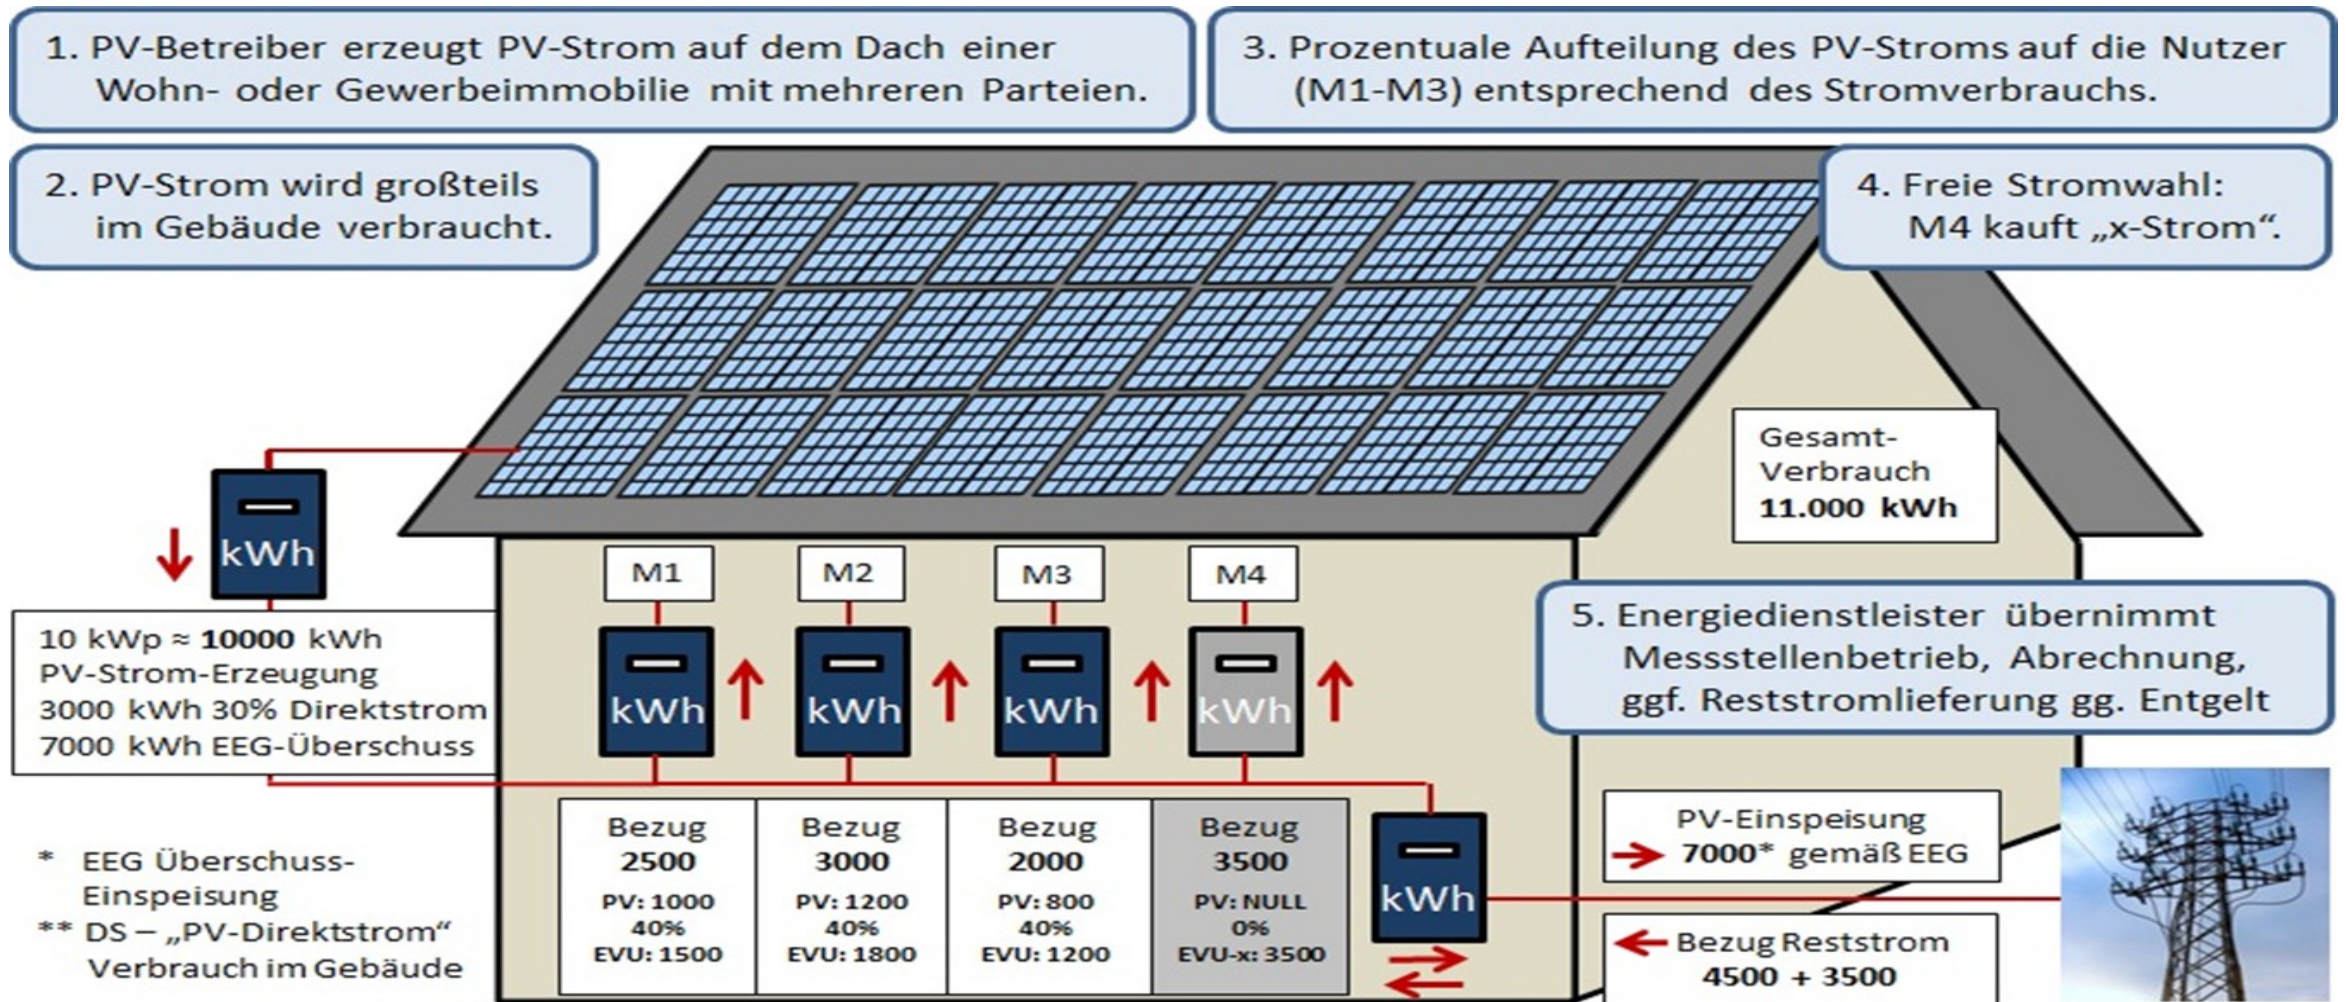 1. PV-Betreiber erzeugt PV-Strom auf dem Dach einer
Wohn- oder Gewerbeimmobilie mit mehreren Parteien.
3. Prozentuale Aufteilung des PV-Stroms auf die Nutzer
(M1-M3) entsprechend des Stromverbrauchs.
2. PV-Strom wird großteils
im Gebäude verbraucht.
4. Freie Stromwahl:
M4 kauft „x-Strom“.
Gesamt-
Verbrauch
11.000 kWh
kWh
10 kWp ≈ 10000 kWh
PV-Strom-Erzeugung
3000 kWh 30% Direktstrom
7000 kWh EEG-Überschuss
M1
M2
M3
M4
kWh
kWh
kWh
kWh
5. Energiedienstleister übernimmt
Messstellenbetrieb, Abrechnung,
ggf. Reststromlieferung gg. Entgelt
Bezug
2500
PV: 1000
40%
EVU: 1500
Bezug
3000
PV: 1200
40%
EVU: 1800
Bezug
2000
PV: 800
40%
EVU: 1200
Bezug
3500
PV: NULL
0%
EVU-x: 3500
kWh
PV-Einspeisung
7000* gemäß EEG
Bezug Reststrom
4500 + 3500
* EEG Überschuss-
Einspeisung
** DS – „PV-Direktstrom“
Verbrauch im Gebäude